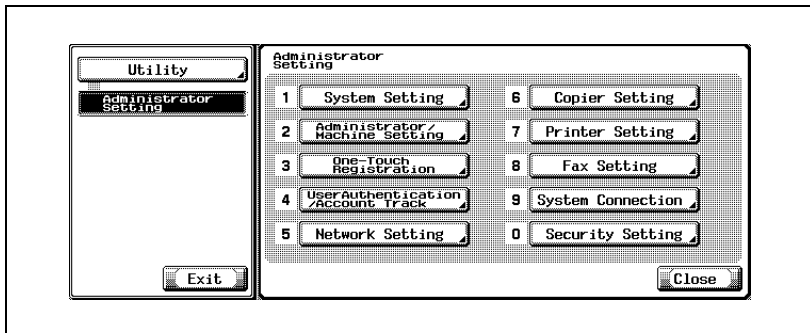 Utility
Administrator
Setting
Exit
Administrator
Setting
1 System Setting
2 Administrator/
Machine Setting
3 One-Touch
Registration
4 UserAuthentication
/Account Track
5 Network Setting
6 Copier Setting
7 Printer Setting
8 Fax Setting
9 System Connection
0 Security Setting
Close